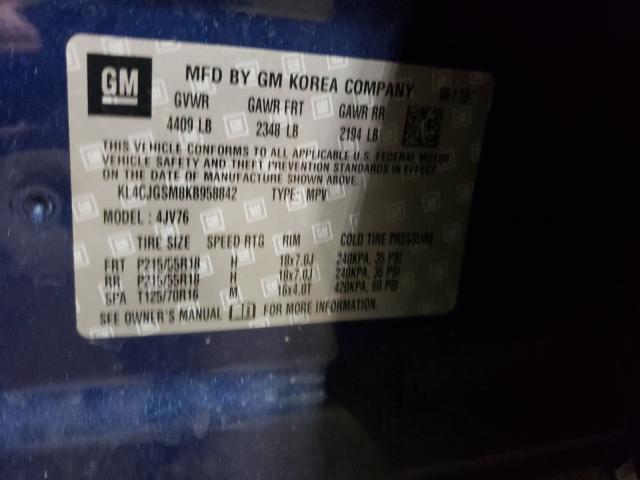 GM
MFD BY GM KOREA COMPANY
GVWR GAWR FRT GAWR RR
4409 LB 2348 LB 2194 LB
THIS VEHICLE CONFORMS TO ALL APPLICABLE U.S. FEDERAL MOTOR
VEHICLE SAFETY AND THEFT PREVENTION STANDARDS IN EFFECT
ON THE DATE OF MANUFACTURE SHOWN ABOVE.
KL4CJGSM8KB958842 TYPE: MPV
MODEL : 4JV76
TIRE SIZE SPEED RTG RIM COLD TIRE PRESSURE
FRT P215/55R18 H 18x7.0J 240KPA, 35 PSI
RR P215/55R18 H 18x7.0J 240KPA, 35 PSI
SPA T125/70R16 M 16x4.0T 420KPA, 60 PSI
SEE OWNER'S MANUAL FOR MORE INFORMATION.